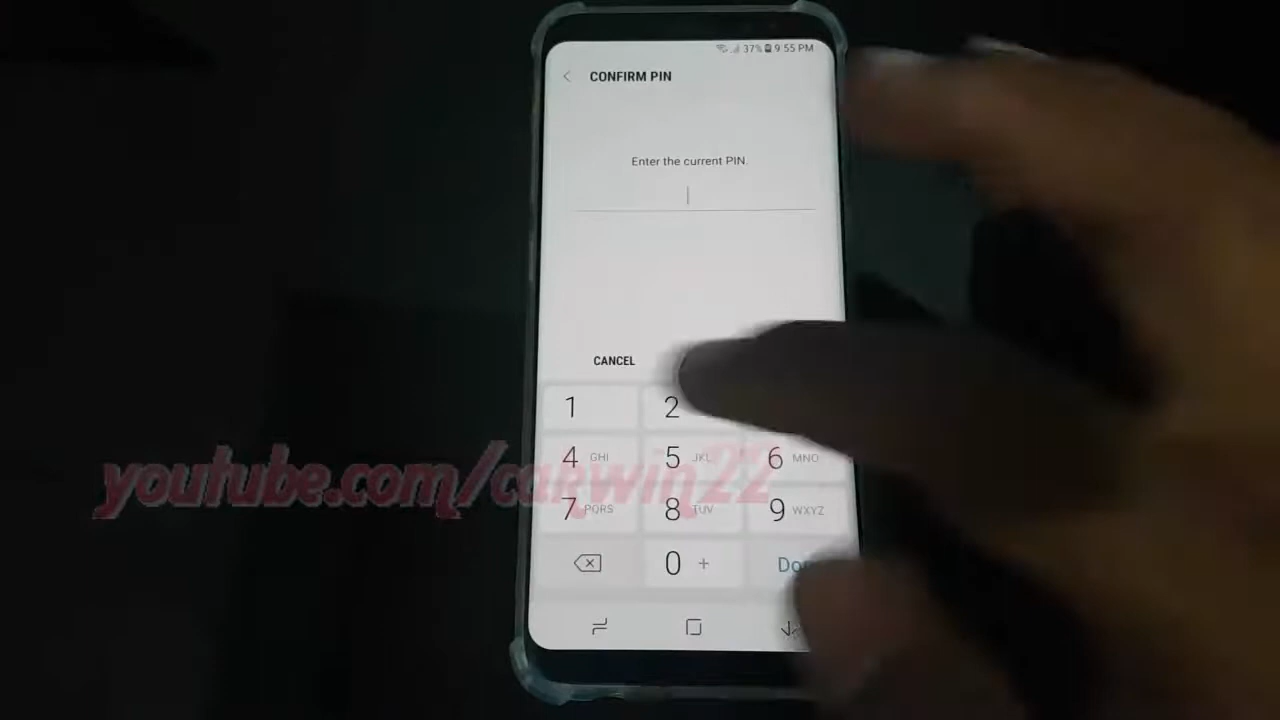 37% 9:55 PM
CONFIRM PIN
Enter the current PIN.
CANCEL
1 2
4 GHI 5 JKL 6 MNO
youtube.com/carwin22
7 PQRS 8 TUV 9 WXYZ
0 +